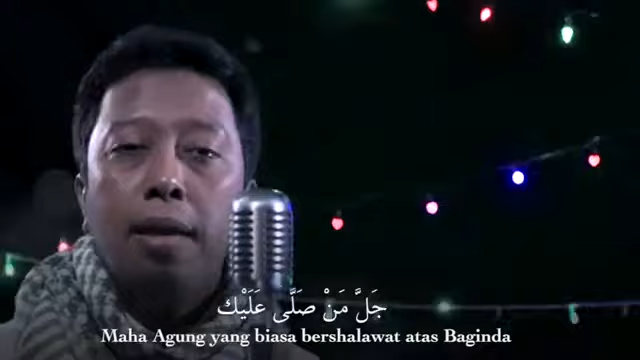 جَلَّ مَنْ صَلَّى عَلَيْك
Maha Agung yang biasa bershalawat atas Baginda